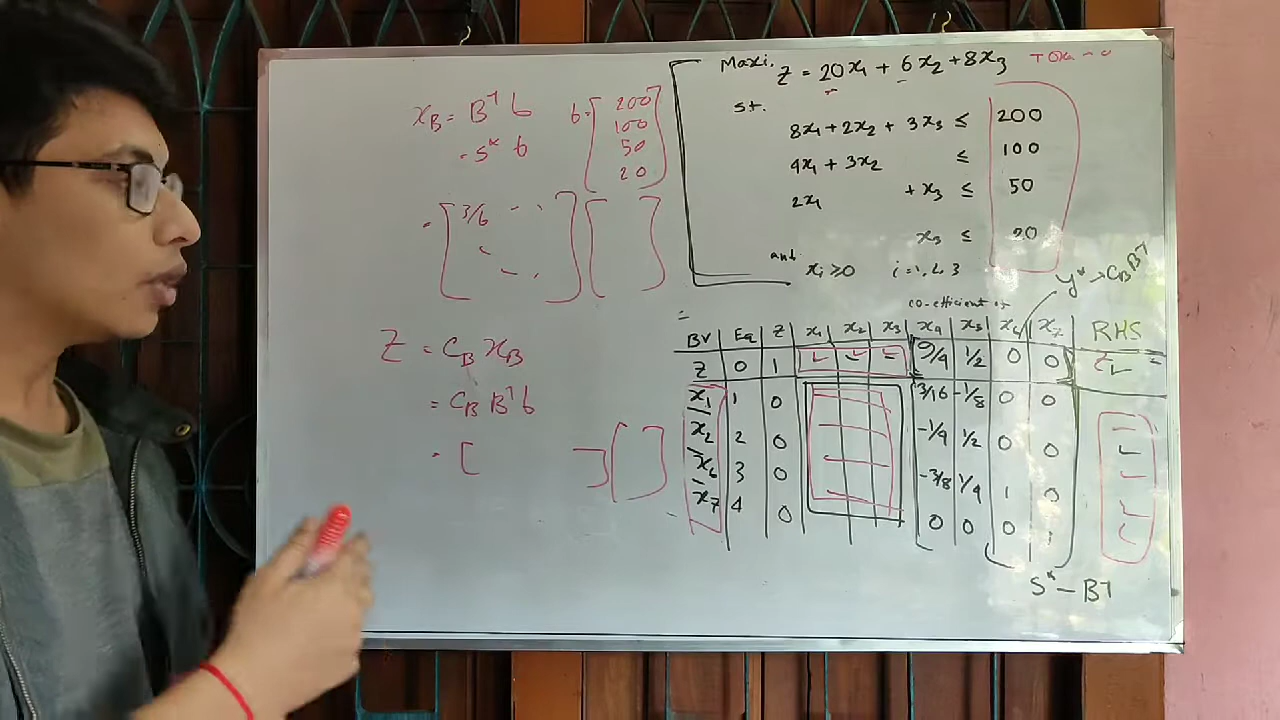 Maxi. Z = 20x₁ + 6x₂ + 8x₃
st.
8x₁ + 2x₂ + 3x₃ ≤ 200
4x₁ + 3x₂ ≤ 100
2x₁ + x₃ ≤ 50
x₃ ≤ 20
and xᵢ ≥ 0 i = 1, 2, 3
x_B = B⁻¹ b
= S* b
b = [ 200
100
50
20 ]
= [ 3/6
Z = C_B x_B
= C_B B⁻¹ b
= [ ] [ ]
y* → C_B B⁻¹
co-efficient of
BV Eq Z x₁ x₂ x₃ x₄ x₅ x₆ x₇ RHS
Z 0 1 9/4 1/2 0 0
x₁ 1 0 3/16 -1/8 0 0
x₂ 2 0 -1/4 1/2 0 0
x₆ 3 0 -3/8 1/4 1 0
x₇ 4 0 0 0 0 1
S* - B⁻¹